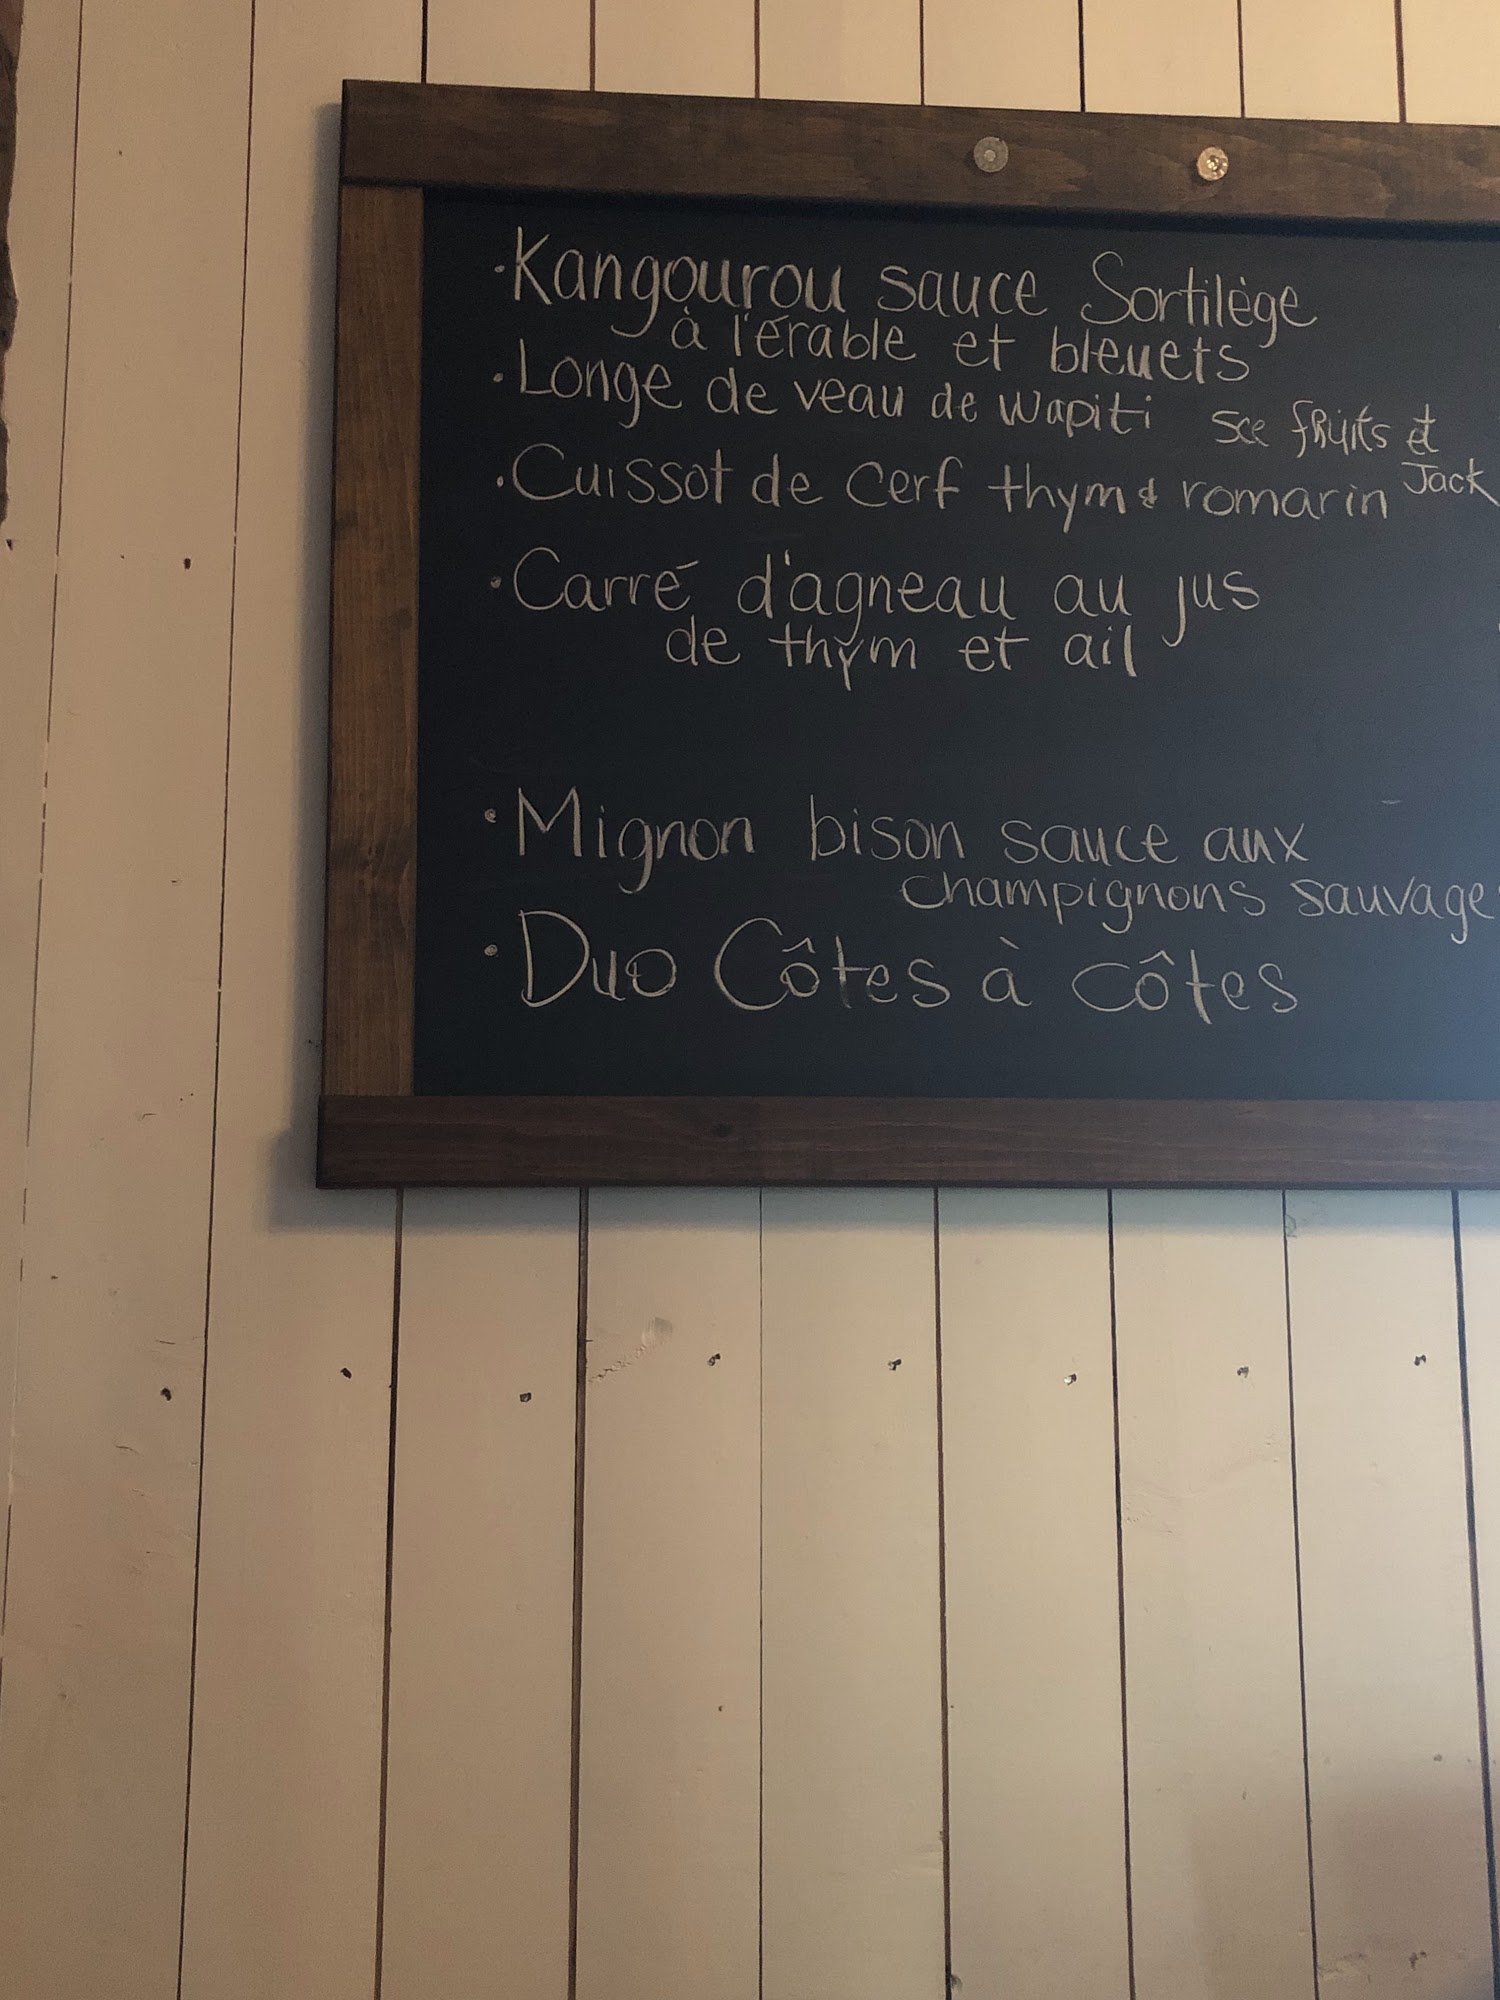 · Kangourou sauce Sortilège
à l'érable et bleuets
· Longe de veau de wapiti sce fruits et
Jack
· Cuissot de cerf thym & romarin
· Carré d'agneau au jus
de thym et ail
· Mignon bison sauce aux
champignons sauvage
· Duo Côtes à côtes